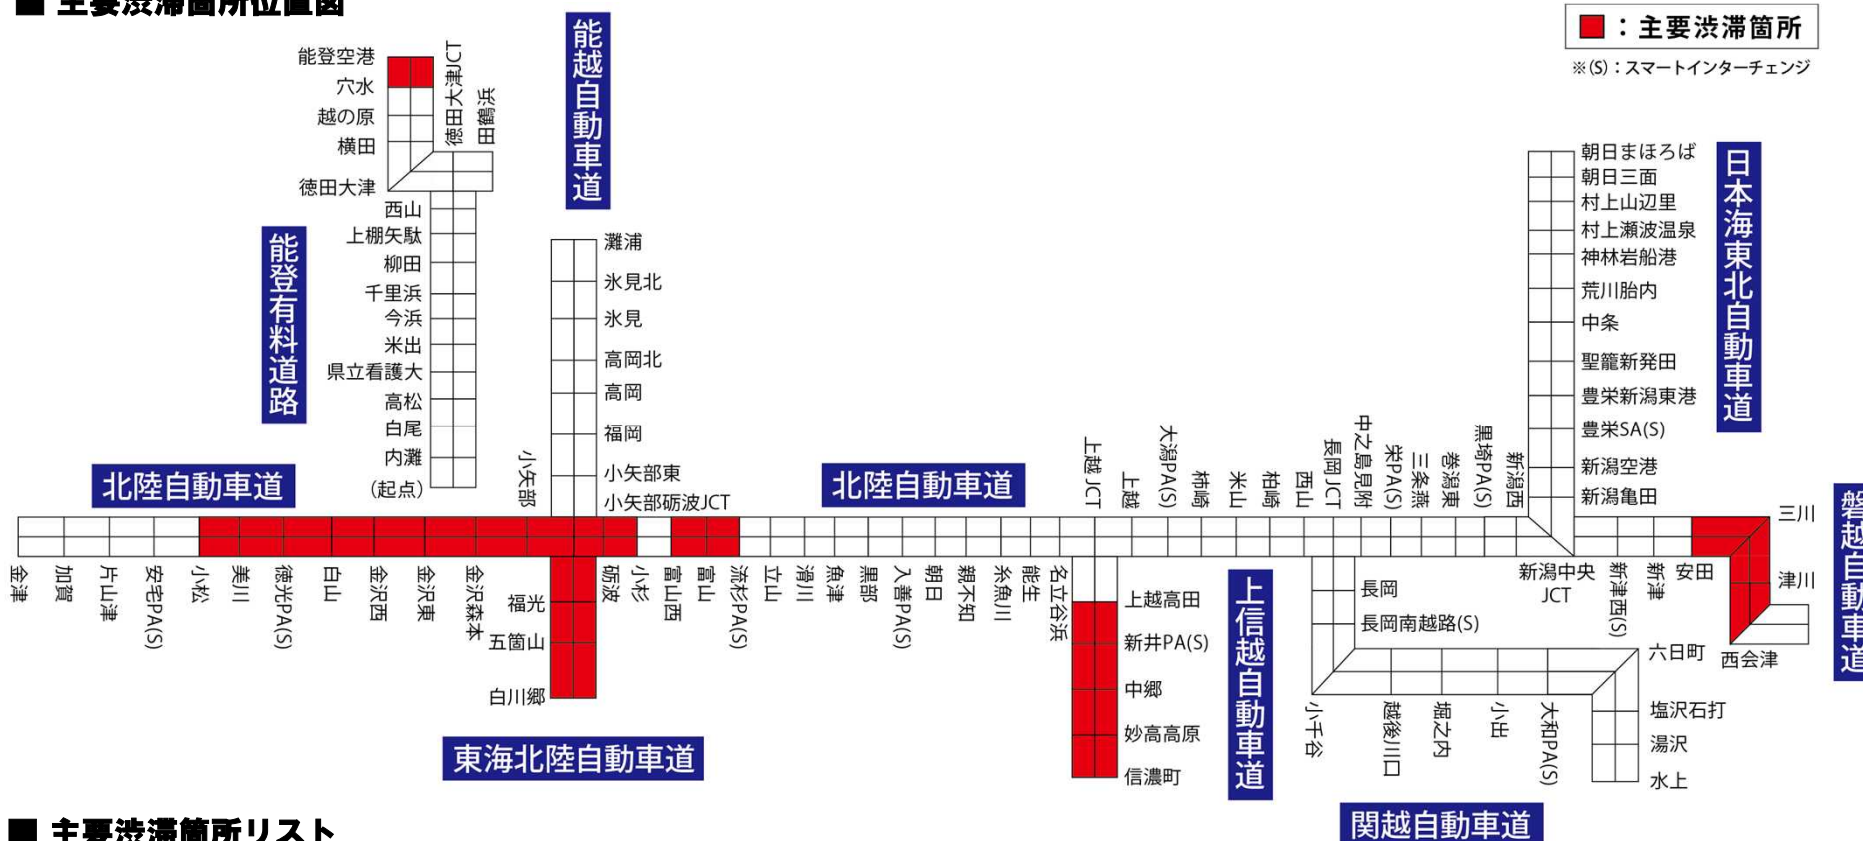 ■ 主要渋滞箇所位置図
■：主要渋滞箇所
※(S)：スマートインターチェンジ
能越自動車道
能登空港
穴水
越の原
横田
徳田大津
徳田大津JCT
田鶴浜
能登有料道路
西山
上棚矢駄
柳田
千里浜
今浜
米出
県立看護大
高松
白尾
内灘
(起点)
灘浦
氷見北
氷見
高岡北
高岡
福岡
小矢部東
小矢部砺波JCT
小矢部
日本海東北自動車道
朝日まほろば
朝日三面
村上山辺里
村上瀬波温泉
神林岩船港
荒川胎内
中条
聖籠新発田
豊栄新潟東港
豊栄SA(S)
新潟空港
新潟亀田
北陸自動車道
北陸自動車道
上越JCT
上越
大潟PA(S)
柿崎
米山
柏崎
西山
長岡JCT
中之島見附
栄PA(S)
三条燕
巻潟東
黒埼PA(S)
新潟西
磐越自動車道
三川
津川
西会津
金津
加賀
片山津
安宅PA(S)
小松
美川
徳光PA(S)
白山
金沢西
金沢東
金沢森本
砺波
小杉
富山西
富山
流杉PA(S)
立山
滑川
魚津
黒部
入善PA(S)
朝日
親不知
糸魚川
能生
名立谷浜
新潟中央
JCT
新津西(S)
新津
安田
福光
五箇山
白川郷
東海北陸自動車道
上越高田
新井PA(S)
中郷
妙高高原
信濃町
上信越自動車道
長岡
長岡南越路(S)
小千谷
越後川口
堀之内
小出
大和PA(S)
六日町
塩沢石打
湯沢
水上
関越自動車道
■ 主要渋滞箇所リスト